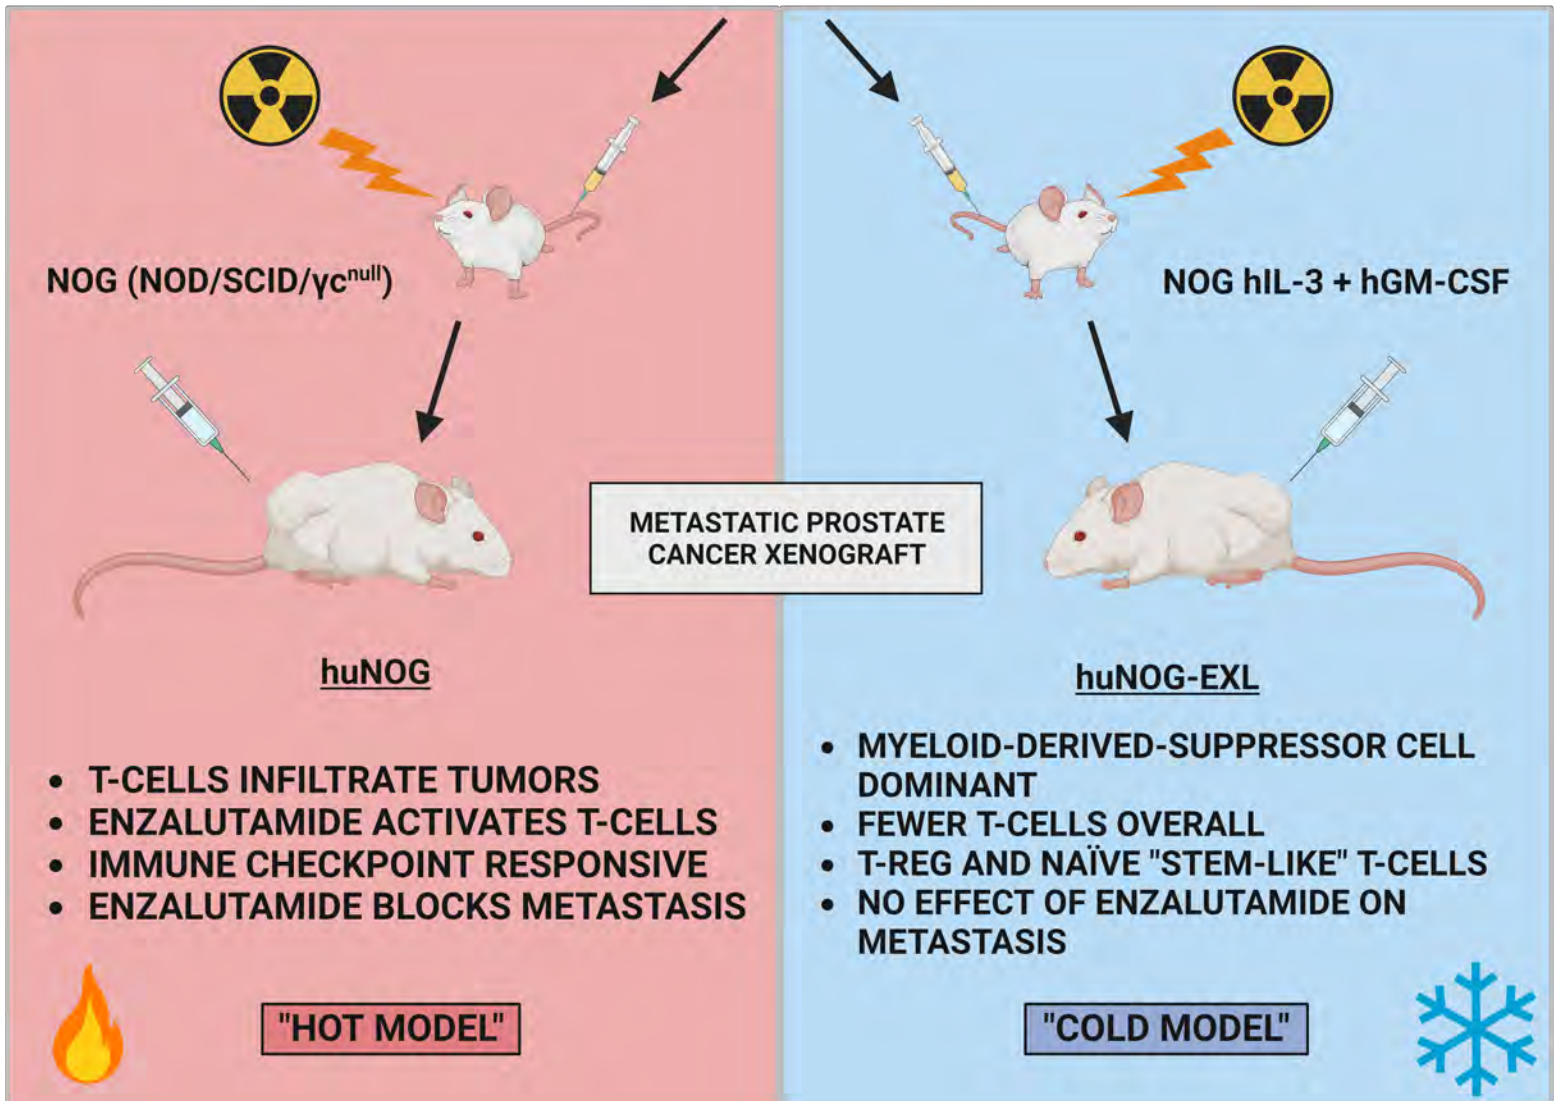 NOG (NOD/SCID/γcnull)
NOG hIL-3 + hGM-CSF
METASTATIC PROSTATE
CANCER XENOGRAFT
huNOG
• T-CELLS INFILTRATE TUMORS
• ENZALUTAMIDE ACTIVATES T-CELLS
• IMMUNE CHECKPOINT RESPONSIVE
• ENZALUTAMIDE BLOCKS METASTASIS
"HOT MODEL"
huNOG-EXL
• MYELOID-DERIVED-SUPPRESSOR CELL
DOMINANT
• FEWER T-CELLS OVERALL
• T-REG AND NAÏVE "STEM-LIKE" T-CELLS
• NO EFFECT OF ENZALUTAMIDE ON
METASTASIS
"COLD MODEL"